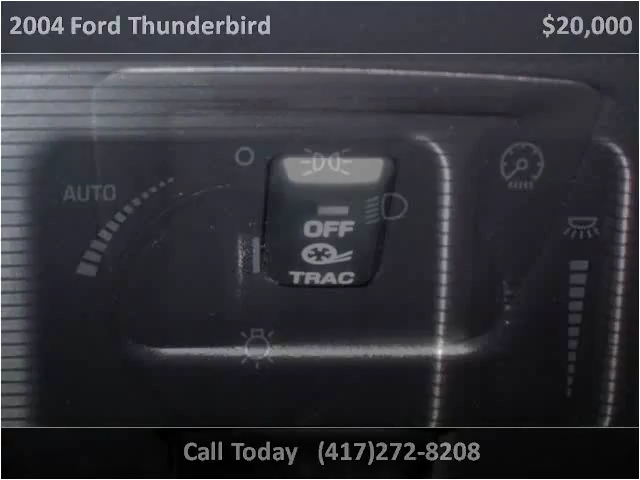 2004 Ford Thunderbird $20,000
AUTO
OFF
TRAC
Call Today (417)272-8208